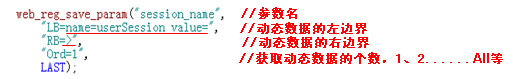 web_reg_save_param("session_name", //参数名
"LB=name=userSession value=", //动态数据的左边界
"RB=>", //动态数据的右边界
"Ord=1", //获取动态数据的个数，1、2......All等
LAST);